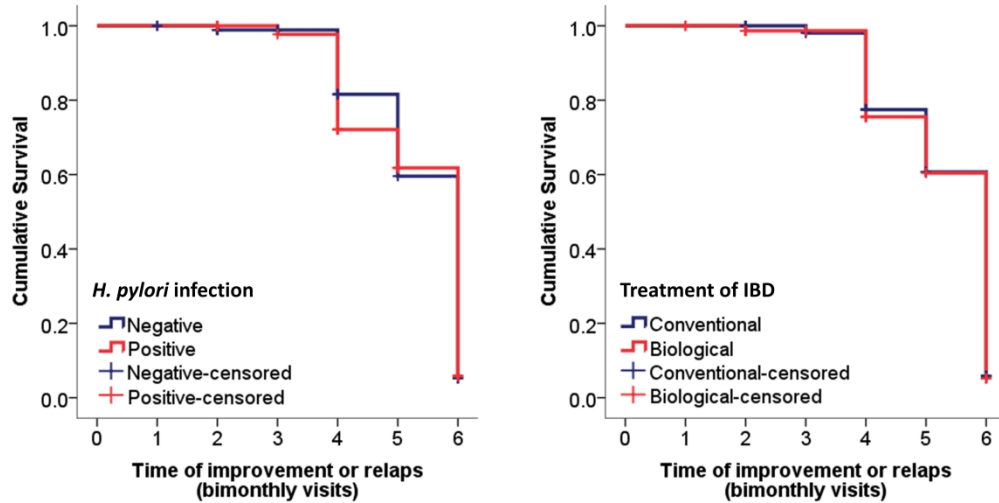 1.0
0.8
0.6
0.4
0.2
0.0
Cumulative Survival
H. pylori infection
Negative
Positive
Negative-censored
Positive-censored
0 1 2 3 4 5 6
Time of improvement or relaps
(bimonthly visits)
1.0
0.8
0.6
0.4
0.2
0.0
Cumulative Survival
Treatment of IBD
Conventional
Biological
Conventional-censored
Biological-censored
0 1 2 3 4 5 6
Time of improvement or relaps
(bimonthly visits)